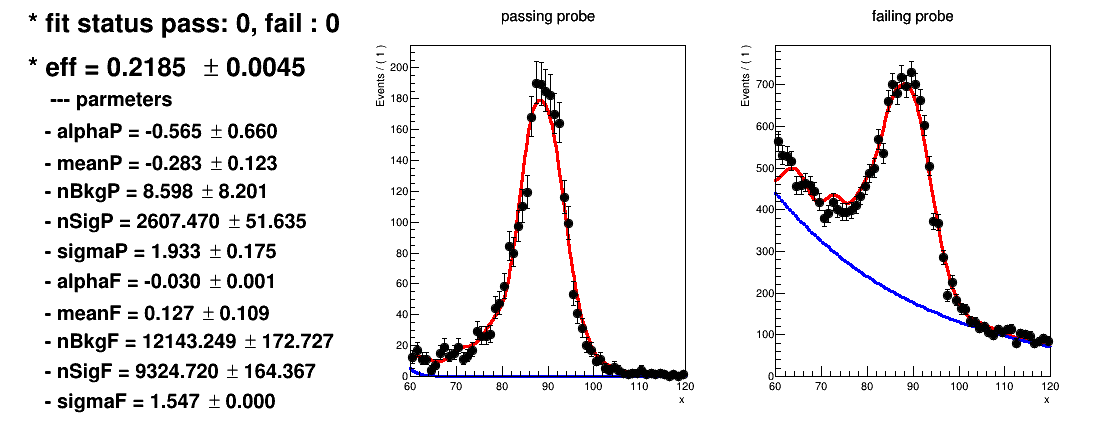 * fit status pass: 0, fail : 0
* eff = 0.2185 ± 0.0045
--- parmeters
- alphaP = -0.565 ± 0.660
- meanP = -0.283 ± 0.123
- nBkgP = 8.598 ± 8.201
- nSigP = 2607.470 ± 51.635
- sigmaP = 1.933 ± 0.175
- alphaF = -0.030 ± 0.001
- meanF = 0.127 ± 0.109
- nBkgF = 12143.249 ± 172.727
- nSigF = 9324.720 ± 164.367
- sigmaF = 1.547 ± 0.000
passing probe
Events / ( 1 )
200
180
160
140
120
100
80
60
40
20
0
60 70 80 90 100 110 120
x
failing probe
Events / ( 1 )
700
600
500
400
300
200
100
0
60 70 80 90 100 110 120
x